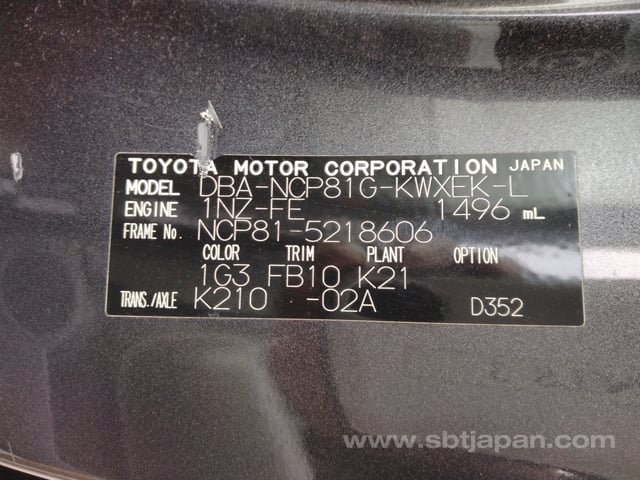 TOYOTA MOTOR CORPORATION JAPAN
MODEL DBA-NCP81G-KWXEK-L
ENGINE 1NZ-FE 1496 mL
FRAME No. NCP81-5218606
COLOR TRIM PLANT OPTION
1G3 FB10 K21
TRANS./AXLE K210 -02A D352
www.sbtjapan.com